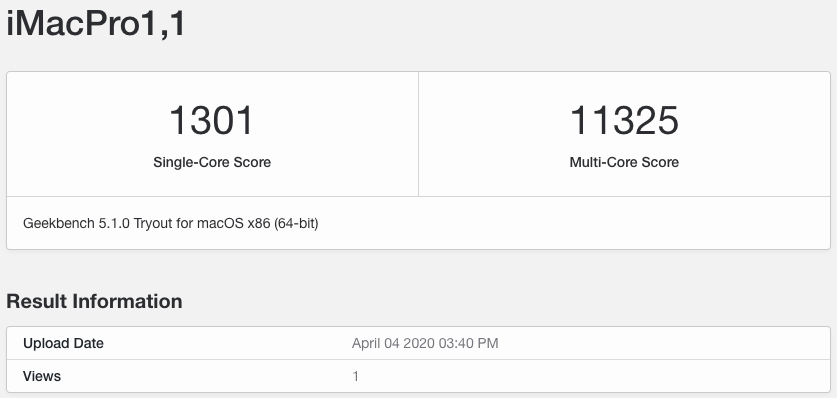 iMacPro1,1
1301
11325
Single-Core Score
Multi-Core Score
Geekbench 5.1.0 Tryout for macOS x86 (64-bit)
Result Information
Upload Date April 04 2020 03:40 PM
Views 1